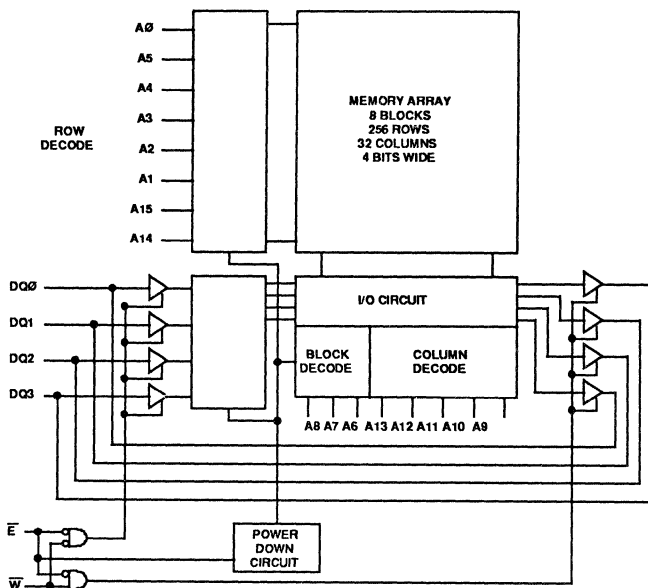 AØ
A5
A4
A3
A2
A1
A15
A14
ROW
DECODE
MEMORY ARRAY
8 BLOCKS
256 ROWS
32 COLUMNS
4 BITS WIDE
DQØ
DQ1
DQ2
DQ3
I/O CIRCUIT
BLOCK
DECODE
COLUMN
DECODE
A8 A7 A6 A13 A12 A11 A10 A9
E
POWER
DOWN
CIRCUIT
W